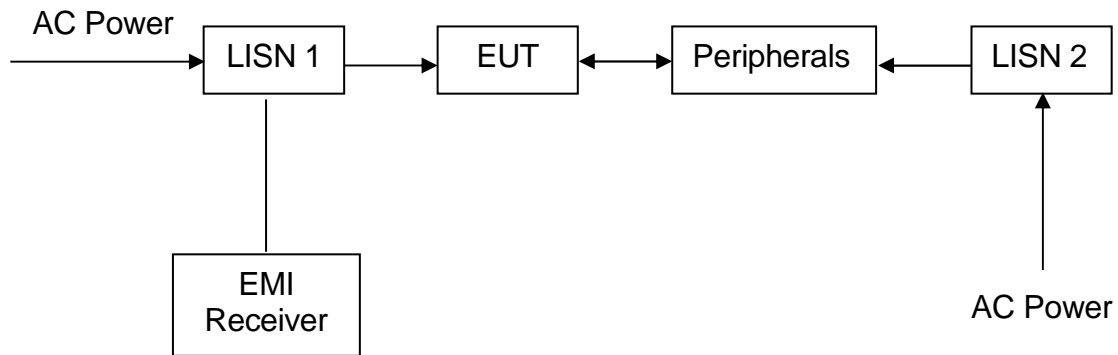 AC Power
LISN 1
EUT
Peripherals
LISN 2
EMI
Receiver
AC Power